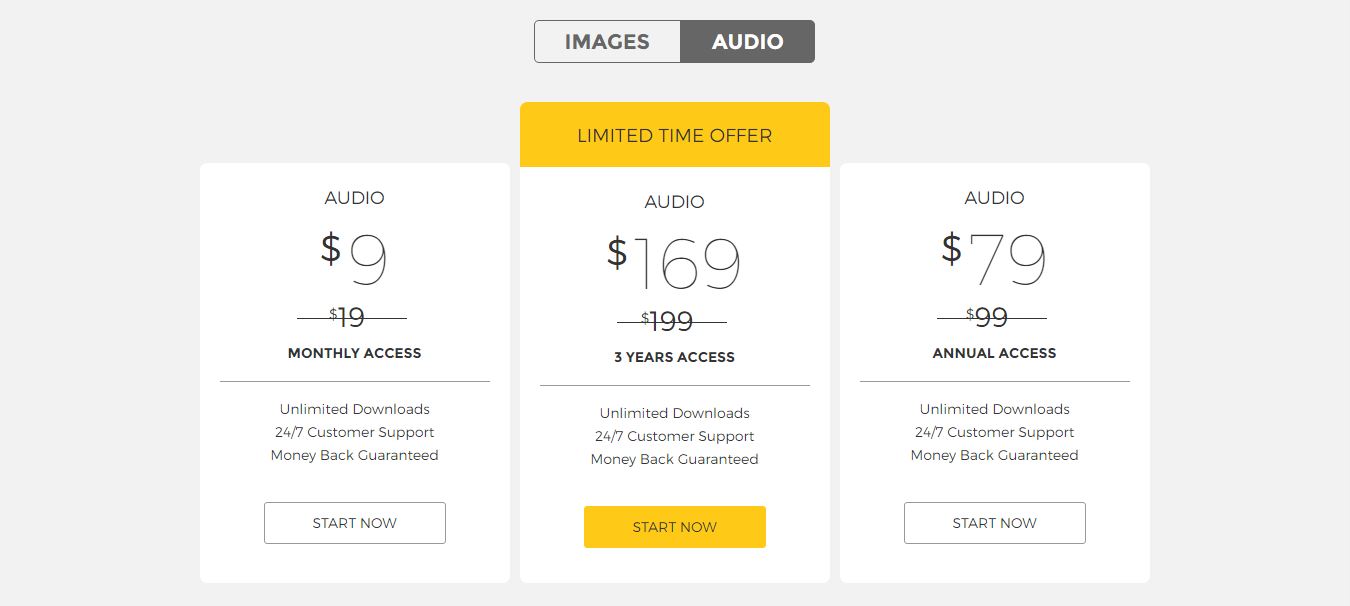 IMAGES
AUDIO
LIMITED TIME OFFER
AUDIO
$9
$19
MONTHLY ACCESS
Unlimited Downloads
24/7 Customer Support
Money Back Guaranteed
START NOW
AUDIO
$169
$199
3 YEARS ACCESS
Unlimited Downloads
24/7 Customer Support
Money Back Guaranteed
START NOW
AUDIO
$79
$99
ANNUAL ACCESS
Unlimited Downloads
24/7 Customer Support
Money Back Guaranteed
START NOW